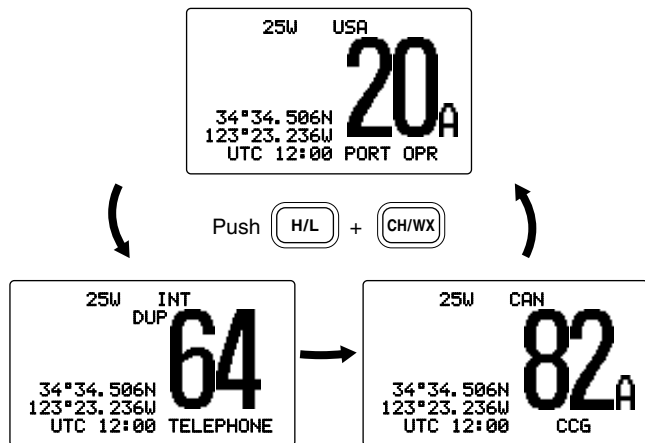 25W USA
20A
34°34.506N
123°23.236W
UTC 12:00 PORT OPR
Push H/L + CH/WX
25W INT
DUP
64
34°34.506N
123°23.236W
UTC 12:00 TELEPHONE
25W CAN
82A
34°34.506N
123°23.236W
UTC 12:00 CCG